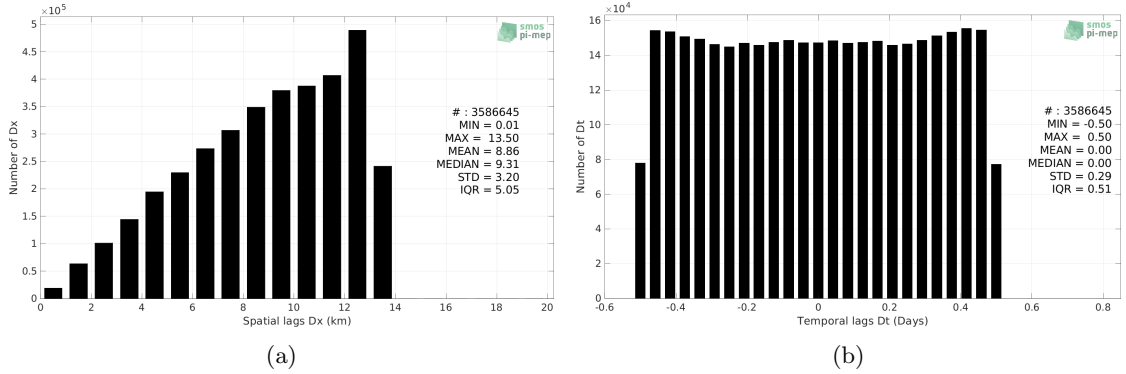 ×10⁵
5
4.5
4
3.5
3
2.5
2
1.5
1
0.5
0
Number of Dx
smos
pi-mep
# : 3586645
MIN = 0.01
MAX = 13.50
MEAN = 8.86
MEDIAN = 9.31
STD = 3.20
IQR = 5.05
0 2 4 6 8 10 12 14 16 18 20
Spatial lags Dx (km)
(a)
×10⁴
16
14
12
10
8
6
4
2
0
Number of Dt
smos
pi-mep
# : 3586645
MIN = -0.50
MAX = 0.50
MEAN = 0.00
MEDIAN = 0.00
STD = 0.29
IQR = 0.51
-0.6 -0.4 -0.2 0 0.2 0.4 0.6 0.8
Temporal lags Dt (Days)
(b)